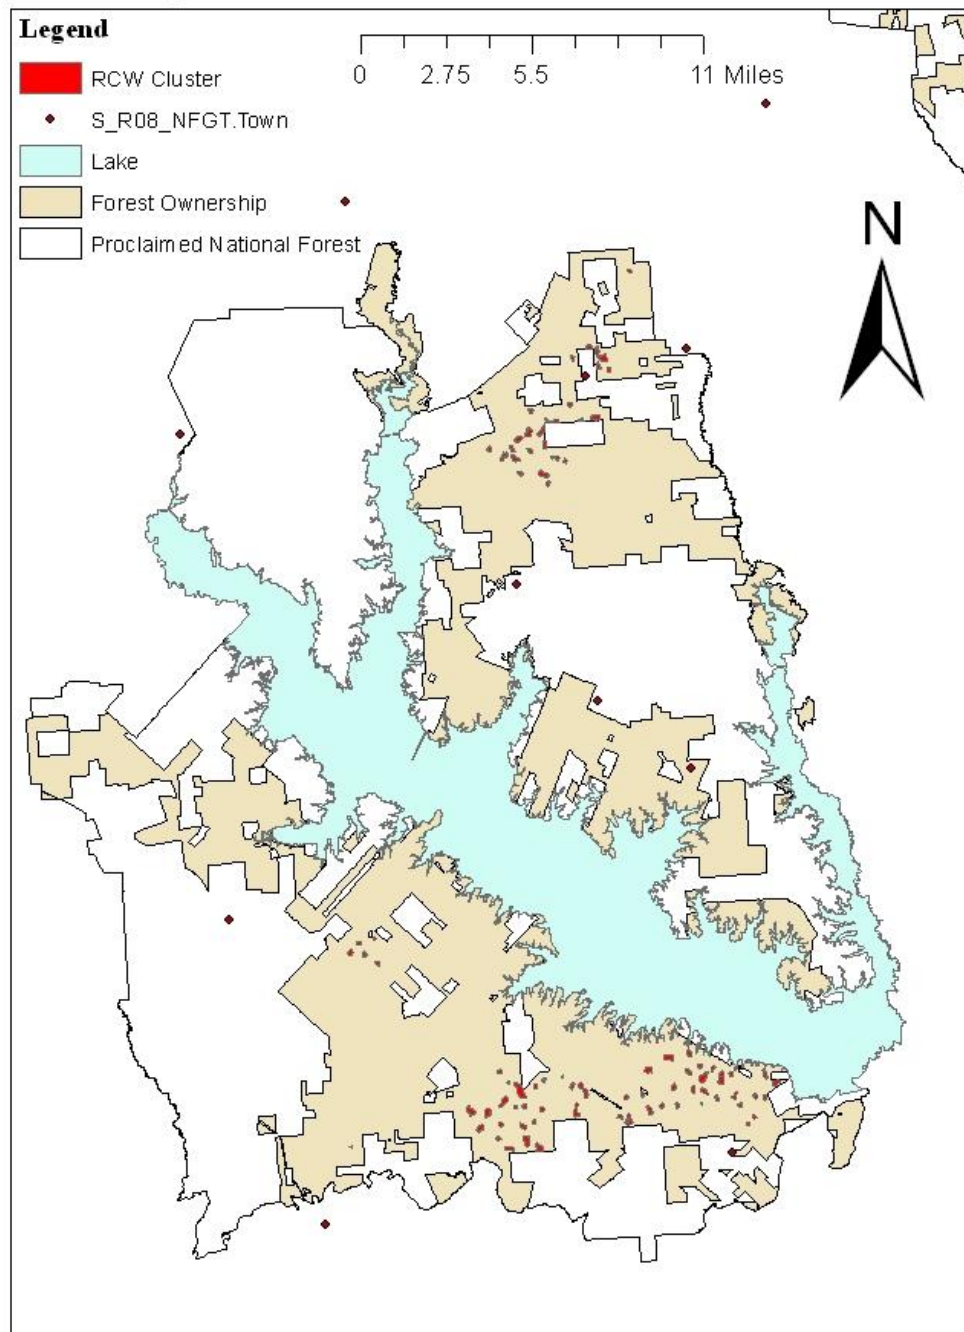 Legend
RCW Cluster
S_R08_NFGT.Town
Lake
Forest Ownership
Proclaimed National Forest
0 2.75 5.5 11 Miles
N